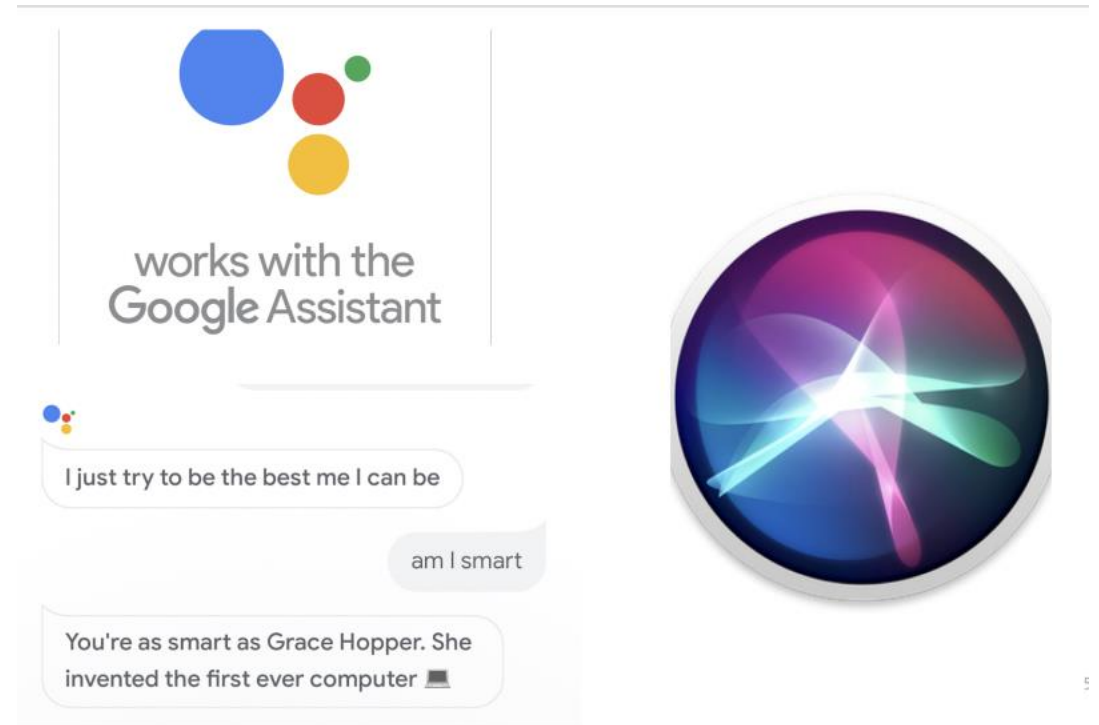 works with the
Google Assistant
I just try to be the best me I can be
am I smart
You're as smart as Grace Hopper. She
invented the first ever computer 💻